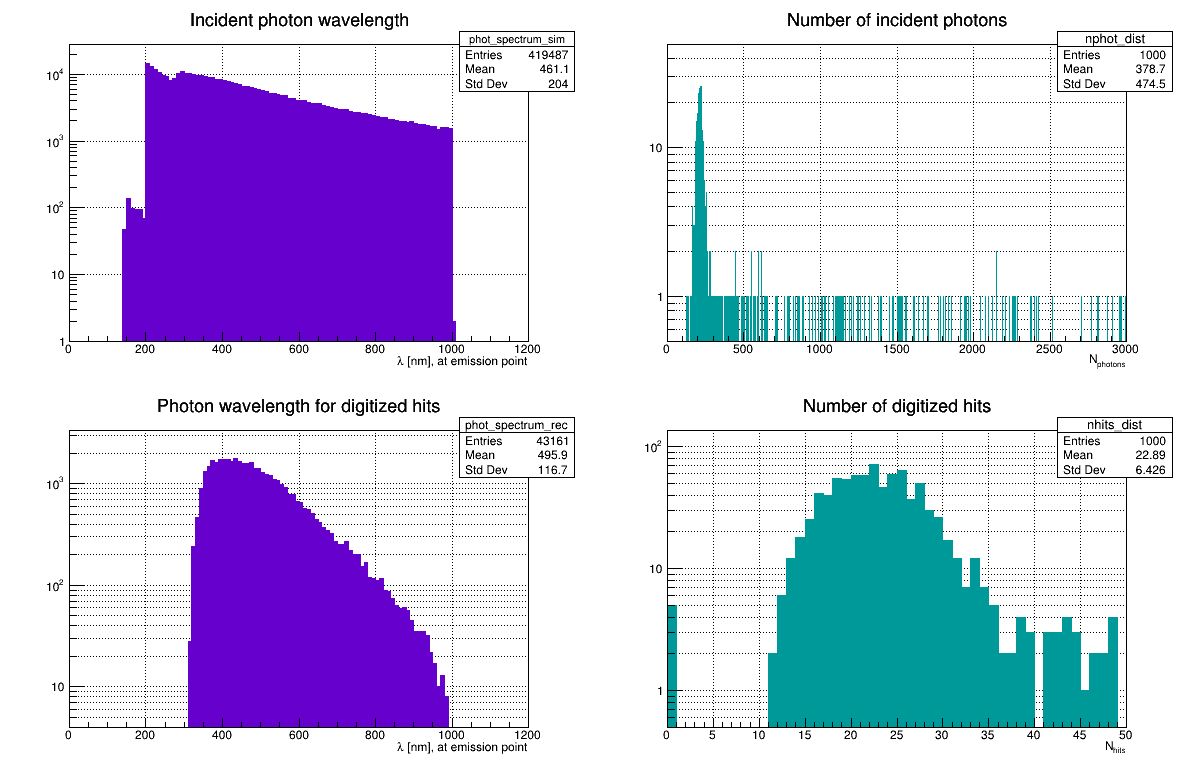 Incident photon wavelength
phot_spectrum_sim
Entries 419487
Mean 461.1
Std Dev 204
10^4
10^3
10^2
10
1
0 200 400 600 800 1000 1200
λ [nm], at emission point
Number of incident photons
nphot_dist
Entries 1000
Mean 378.7
Std Dev 474.5
10
1
0 500 1000 1500 2000 2500 3000
N_photons
Photon wavelength for digitized hits
phot_spectrum_rec
Entries 43161
Mean 495.9
Std Dev 116.7
10^3
10^2
10
0 200 400 600 800 1000 1200
λ [nm], at emission point
Number of digitized hits
nhits_dist
Entries 1000
Mean 22.89
Std Dev 6.426
10^2
10
1
0 5 10 15 20 25 30 35 40 45 50
N_hits